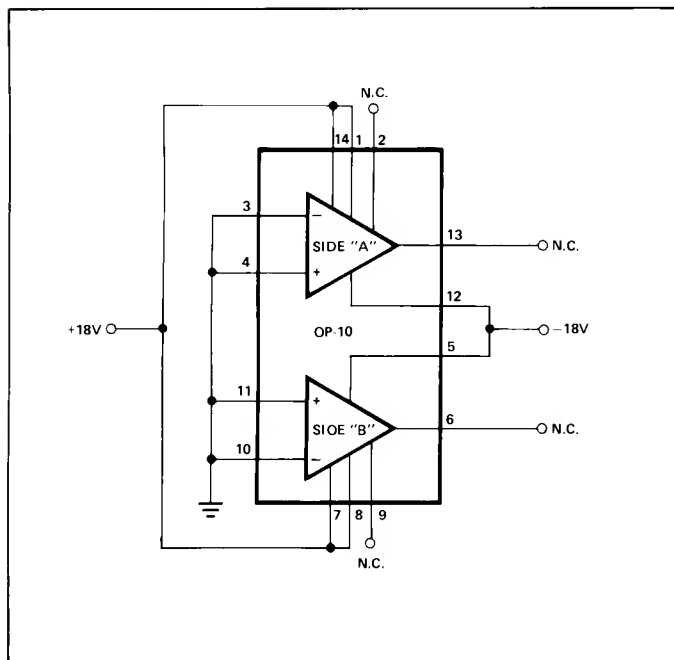 N.C.
14 1 2
3
SIDE "A"
−
+
13
N.C.
4
12
+18V
OP-10
−18V
5
11
+
SIOE "B"
−
6
N.C.
10
7 8 9
N.C.